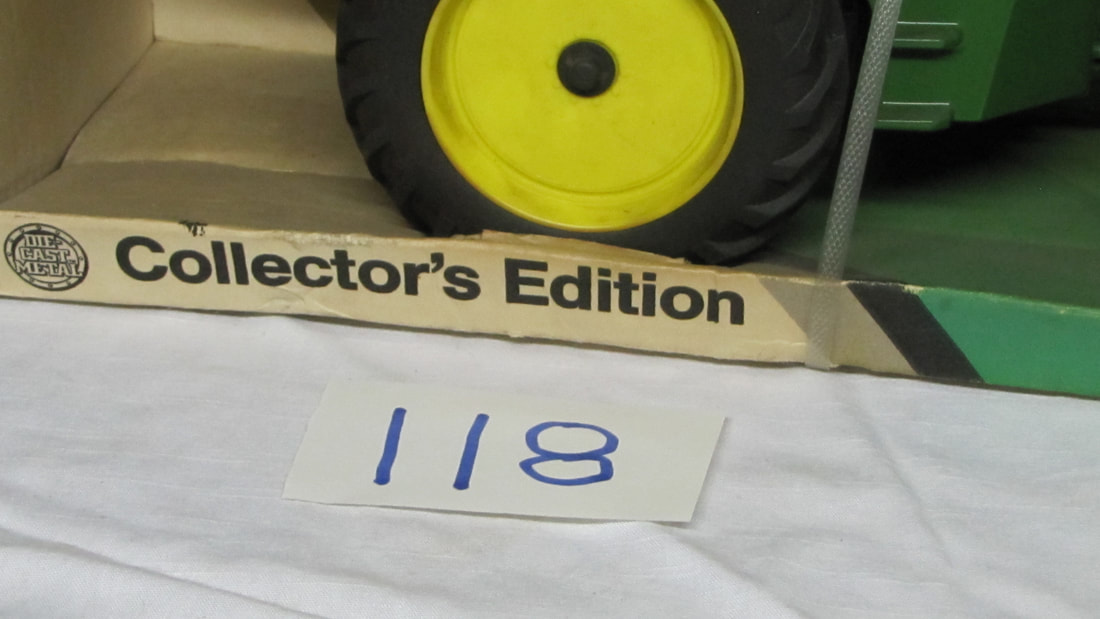 DIE-
CAST
METAL
Collector's Edition
118